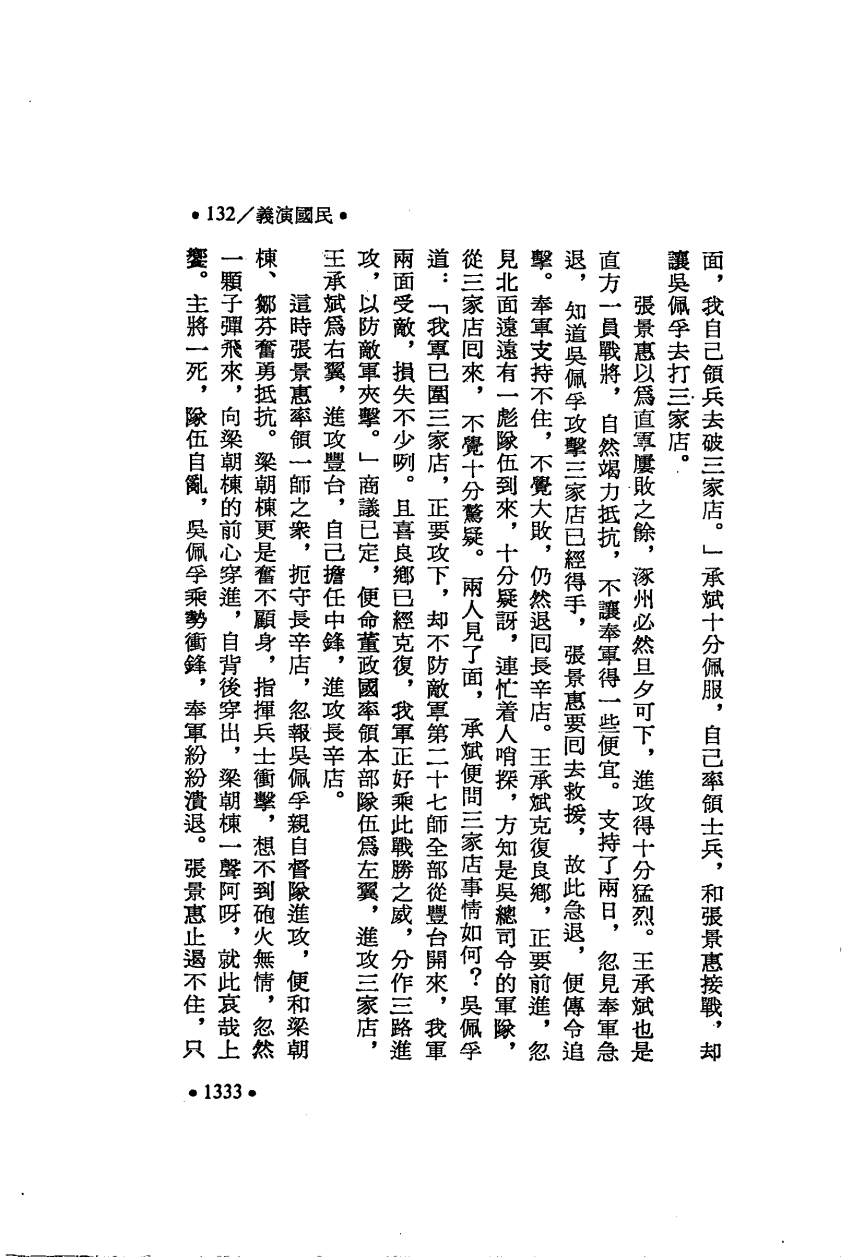 •民國演義／132•
面，我自己領兵去破三家店。」承斌十分佩服，自己率領士兵，和張景惠接戰，却
讓吳佩孚去打三家店。
張景惠以爲直軍屢敗之餘，涿州必然旦夕可下，進攻得十分猛烈。王承斌也是
直方一員戰將，自然竭力抵抗，不讓奉軍得一些便宜。支持了兩日，忽見奉軍急
退，知道吳佩孚攻擊三家店已經得手，張景惠要回去救援，故此急退，便傳令追
擊。奉軍支持不住，不覺大敗，仍然退回長辛店。王承斌克復良鄉，正要前進，忽
見北面遠遠有一彪隊伍到來，十分疑訝，連忙着人哨探，方知是吳總司令的軍隊，
從三家店囘來，不覺十分驚疑。兩人見了面，承斌便問三家店事情如何？吳佩孚
道：「我軍已圍三家店，正要攻下，却不防敵軍第二十七師全部從豐台開來，我軍
兩面受敵，損失不少咧。且喜良鄉已經克復，我軍正好乘此戰勝之威，分作三路進
攻，以防敵軍夾擊。」商議已定，便命董政國率領本部隊伍爲左翼，進攻三家店，
王承斌爲右翼，進攻豐台，自己擔任中鋒，進攻長辛店。
這時張景惠率領一師之衆，扼守長辛店，忽報吳佩孚親自督隊進攻，便和梁朝
棟、鄒芬奮勇抵抗。梁朝棟更是奮不顧身，指揮兵士衝擊，想不到砲火無情，忽然
一顆子彈飛來，向梁朝棟的前心穿進，自背後穿出，梁朝棟一聲阿呀，就此哀哉上
饗。主將一死，隊伍自亂，吳佩孚乘勢衝鋒，奉軍紛紛潰退。張景惠止遏不住，只
•1333•